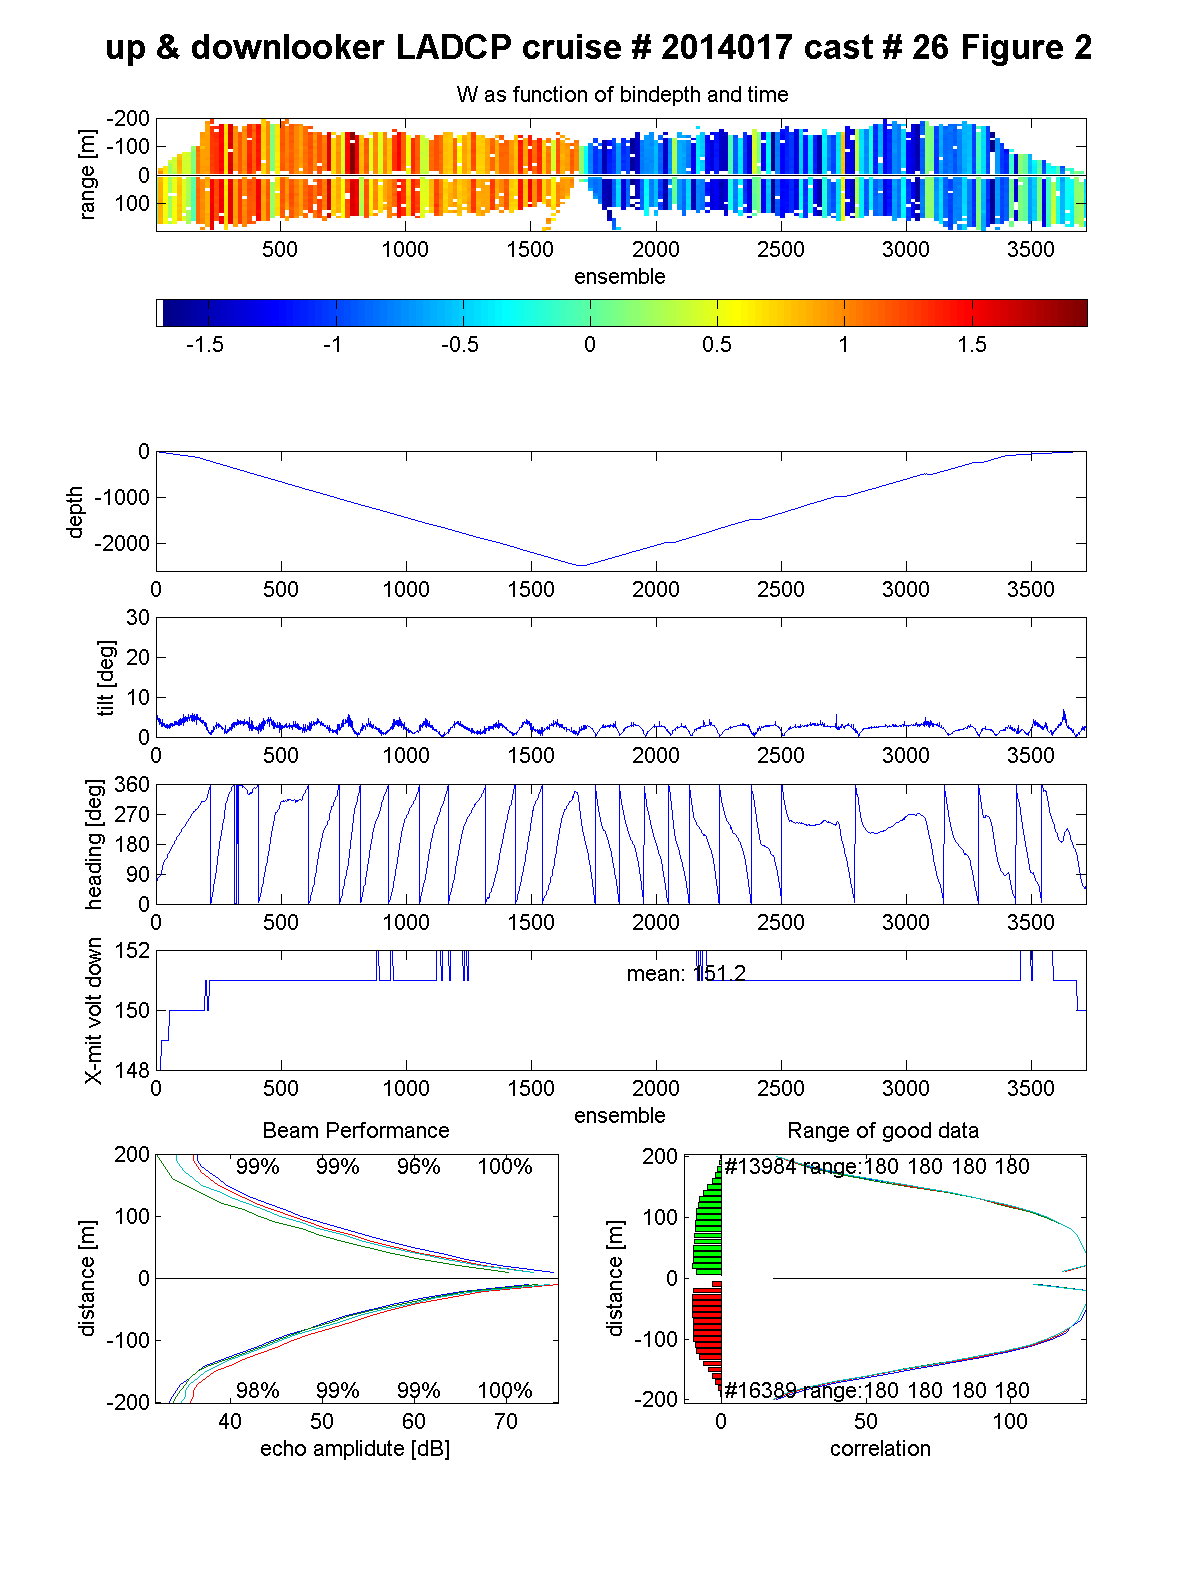 up & downlooker LADCP cruise # 2014017 cast # 26 Figure 2
W as function of bindepth and time
-200
-100
0
100
range [m]
500 1000 1500 2000 2500 3000 3500
ensemble
-1.5 -1 -0.5 0 0.5 1 1.5
0
-1000
-2000
depth
0 500 1000 1500 2000 2500 3000 3500
30
20
10
0
tilt [deg]
0 500 1000 1500 2000 2500 3000 3500
360
270
180
90
0
heading [deg]
0 500 1000 1500 2000 2500 3000 3500
152
150
148
X-mit volt down
mean: 151.2
0 500 1000 1500 2000 2500 3000 3500
ensemble
Beam Performance
200
100
0
-100
-200
distance [m]
99% 99% 96% 100%
98% 99% 99% 100%
40 50 60 70
echo amplidute [dB]
Range of good data
200
100
0
-100
-200
distance [m]
#13984 range:180 180 180 180
#16389 range:180 180 180 180
0 50 100
correlation